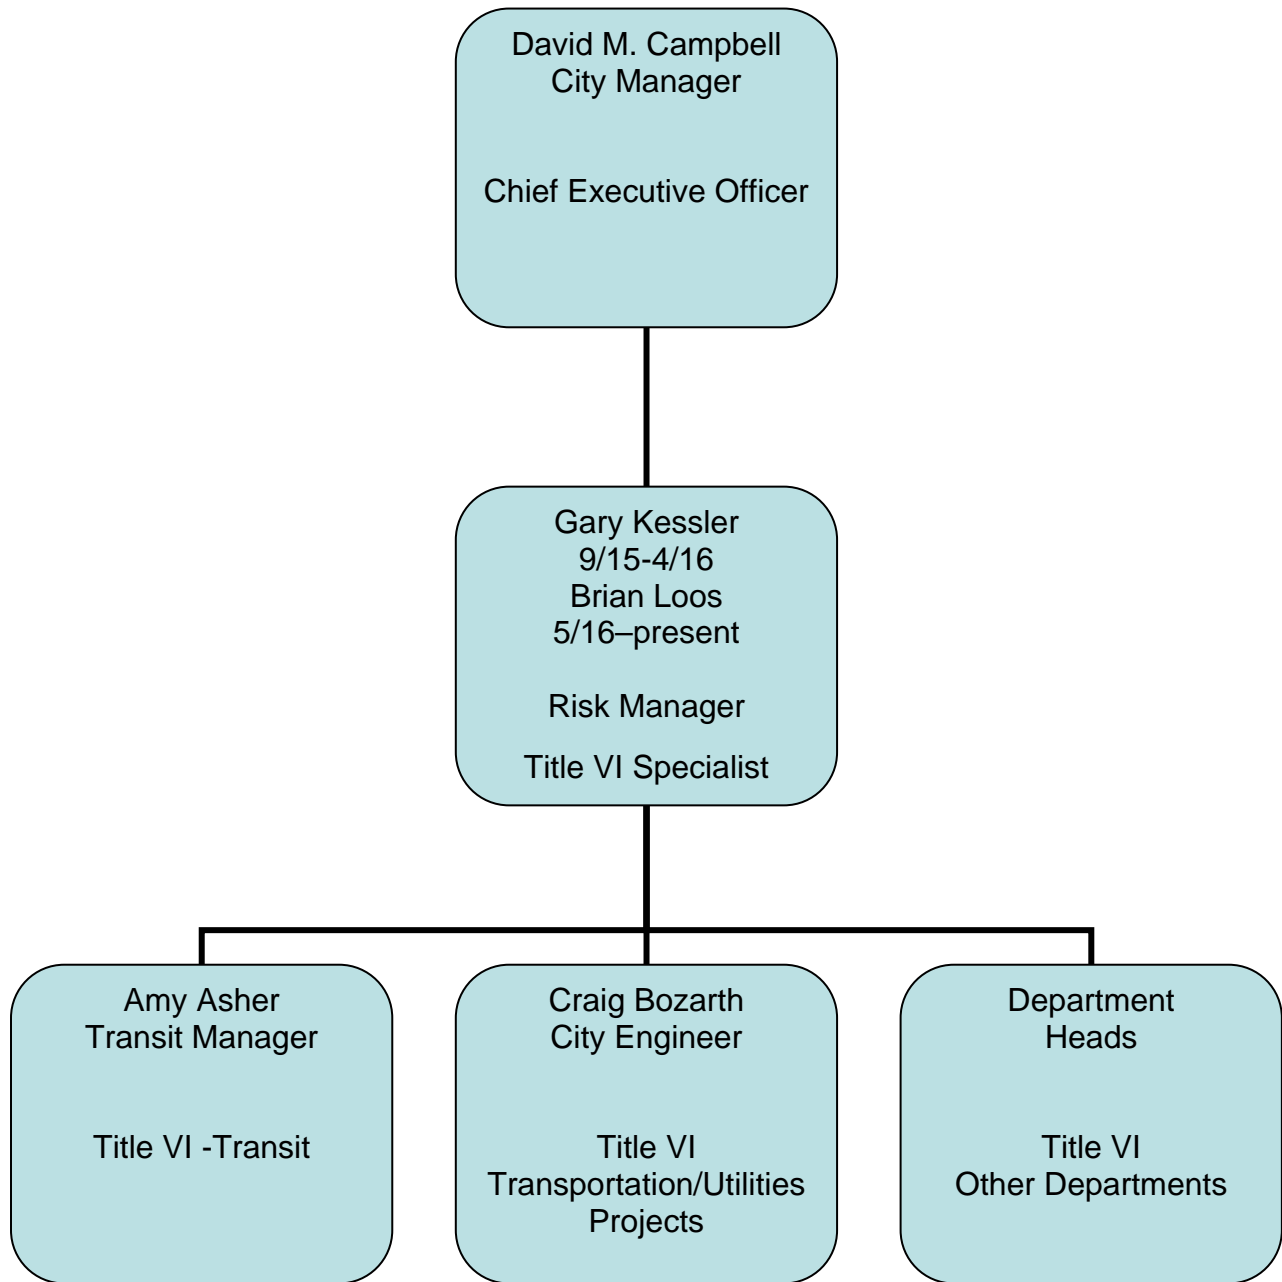 David M. Campbell
City Manager
Chief Executive Officer
Gary Kessler
9/15-4/16
Brian Loos
5/16–present
Risk Manager
Title VI Specialist
Amy Asher
Transit Manager
Title VI -Transit
Craig Bozarth
City Engineer
Title VI
Transportation/Utilities
Projects
Department
Heads
Title VI
Other Departments